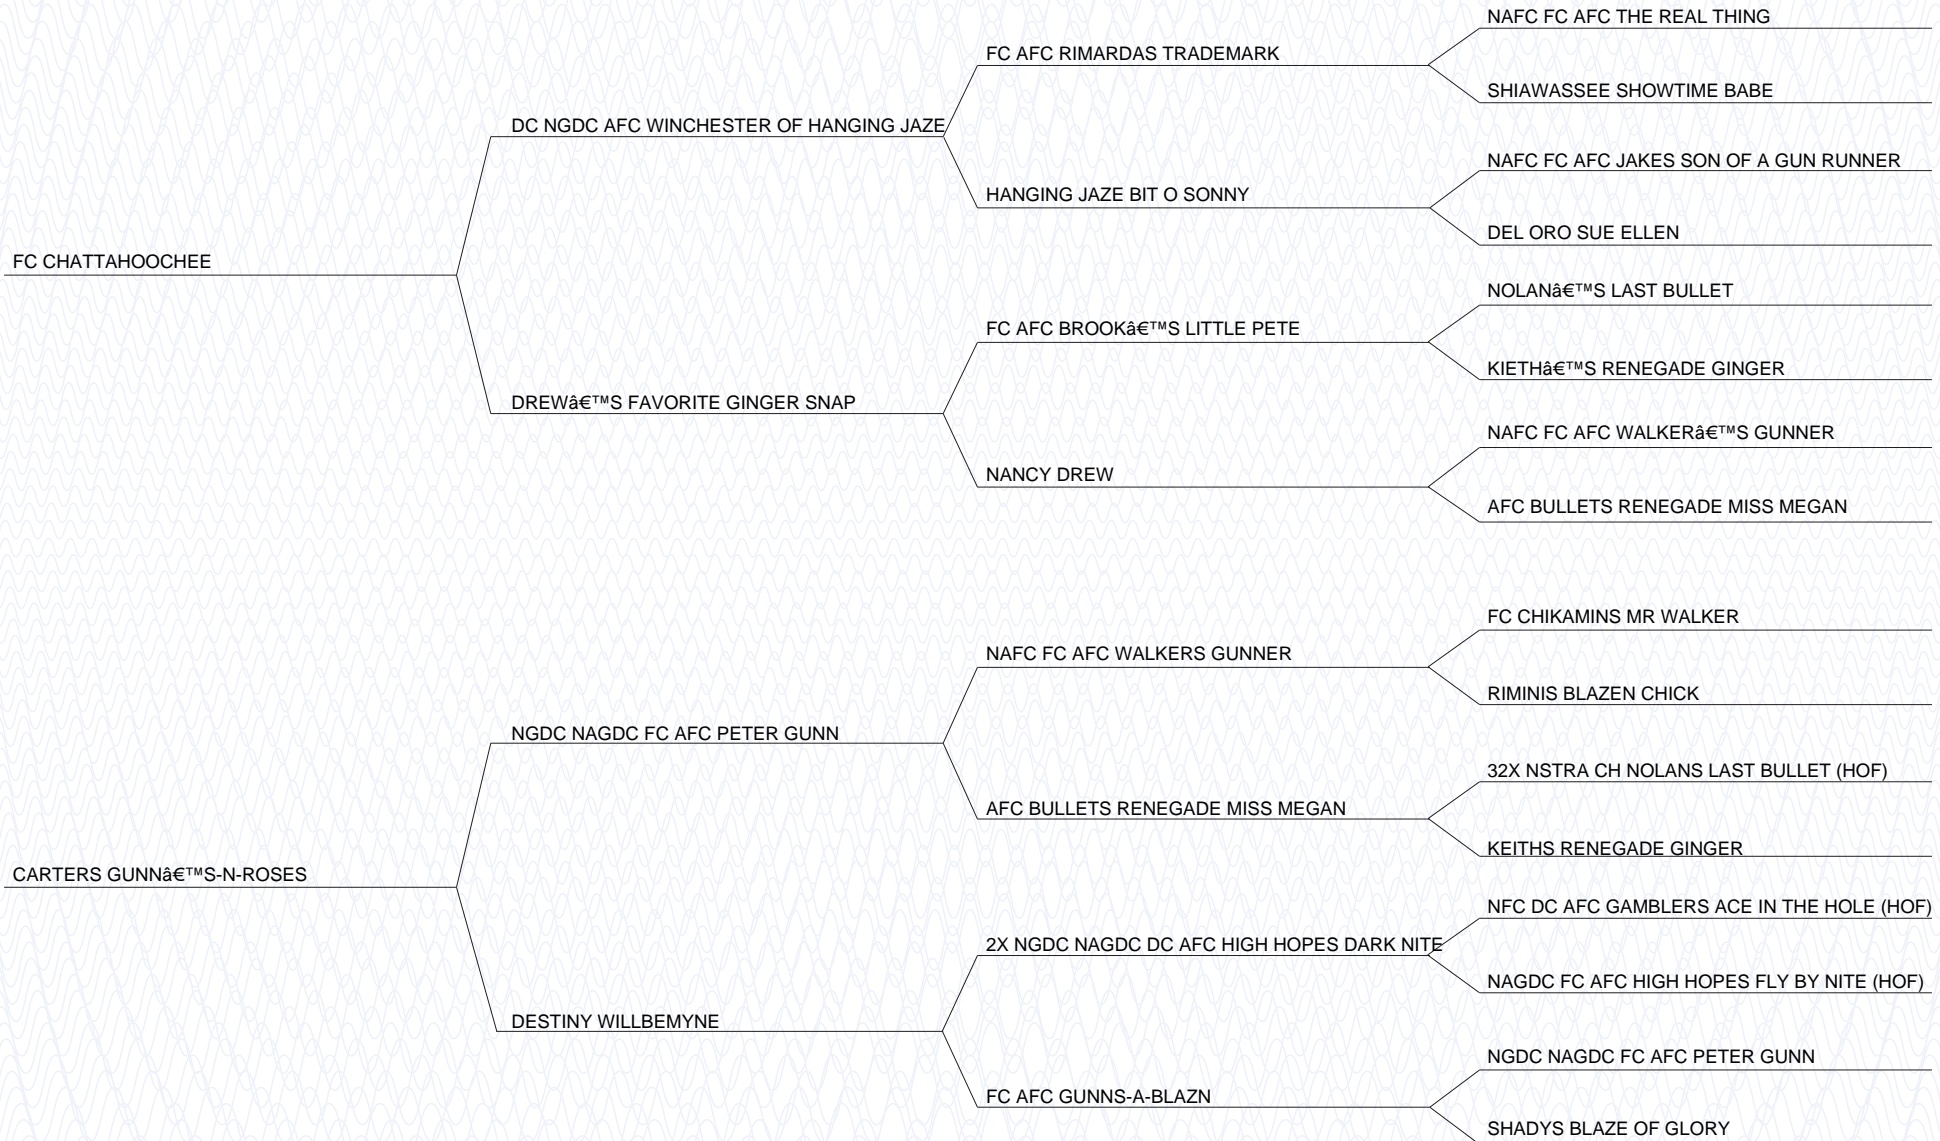 NAFC FC AFC THE REAL THING
FC AFC RIMARDAS TRADEMARK
SHIAWASSEE SHOWTIME BABE
DC NGDC AFC WINCHESTER OF HANGING JAZE
NAFC FC AFC JAKES SON OF A GUN RUNNER
HANGING JAZE BIT O SONNY
DEL ORO SUE ELLEN
FC CHATTAHOOCHEE
NOLANâ€™S LAST BULLET
FC AFC BROOKâ€™S LITTLE PETE
KIETHâ€™S RENEGADE GINGER
DREWâ€™S FAVORITE GINGER SNAP
NAFC FC AFC WALKERâ€™S GUNNER
NANCY DREW
AFC BULLETS RENEGADE MISS MEGAN
FC CHIKAMINS MR WALKER
NAFC FC AFC WALKERS GUNNER
RIMINIS BLAZEN CHICK
NGDC NAGDC FC AFC PETER GUNN
32X NSTRA CH NOLANS LAST BULLET (HOF)
AFC BULLETS RENEGADE MISS MEGAN
KEITHS RENEGADE GINGER
CARTERS GUNNâ€™S-N-ROSES
NFC DC AFC GAMBLERS ACE IN THE HOLE (HOF)
2X NGDC NAGDC DC AFC HIGH HOPES DARK NITE
NAGDC FC AFC HIGH HOPES FLY BY NITE (HOF)
DESTINY WILLBEMYNE
NGDC NAGDC FC AFC PETER GUNN
FC AFC GUNNS-A-BLAZN
SHADYS BLAZE OF GLORY